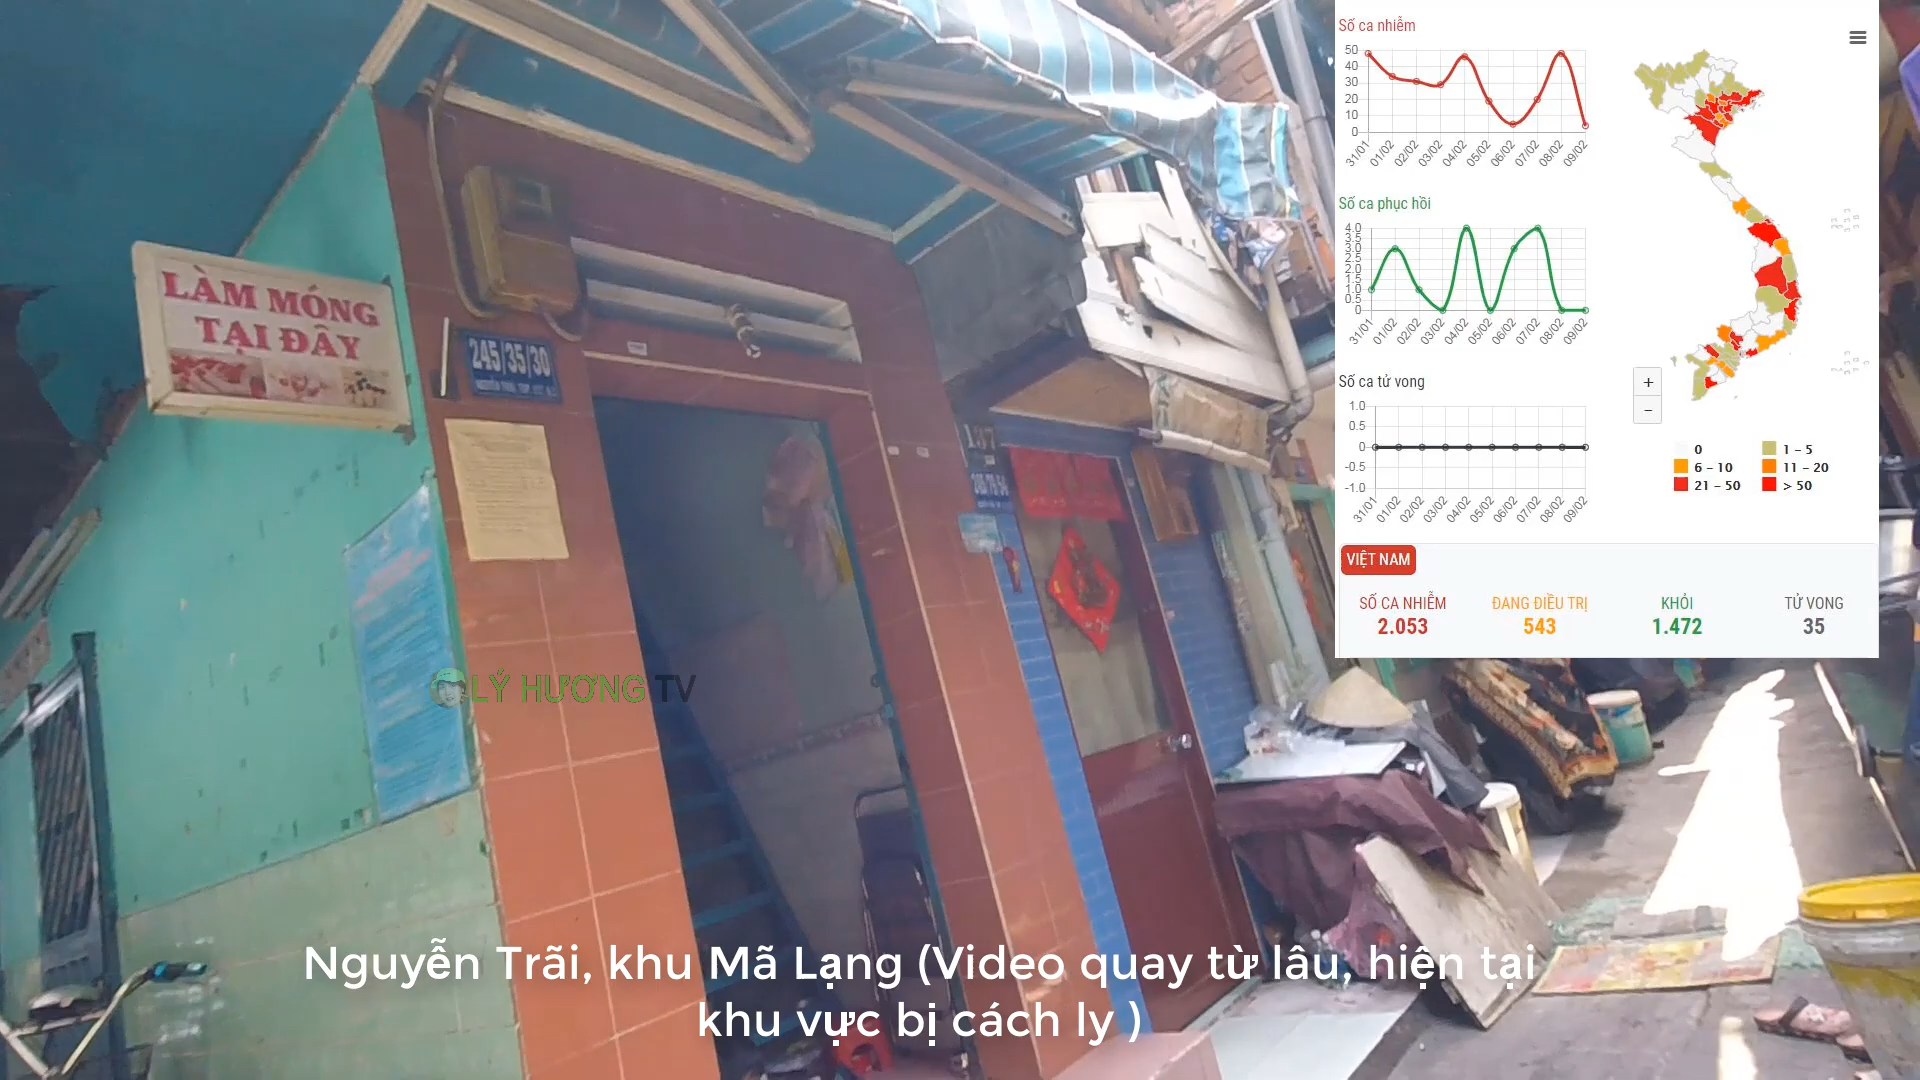 LÀM MÓNG
TẠI ĐÂY
245/35/30
137
LÝ HƯƠNG TV
Nguyễn Trãi, khu Mã Lạng (Video quay từ lâu, hiện tại
khu vực bị cách ly )
Số ca nhiễm
50
40
30
20
10
0
31/01 01/02 02/02 03/02 04/02 05/02 06/02 07/02 08/02 09/02
Số ca phục hồi
4.0
3.5
3.0
2.5
2.0
1.5
1.0
0.5
0
31/01 01/02 02/02 03/02 04/02 05/02 06/02 07/02 08/02 09/02
Số ca tử vong
1.0
0.5
0
-0.5
-1.0
31/01 01/02 02/02 03/02 04/02 05/02 06/02 07/02 08/02 09/02
+
−
0 1 – 5
6 – 10 11 – 20
21 – 50 > 50
VIỆT NAM
SỐ CA NHIỄM ĐANG ĐIỀU TRỊ KHỎI TỬ VONG
2.053 543 1.472 35